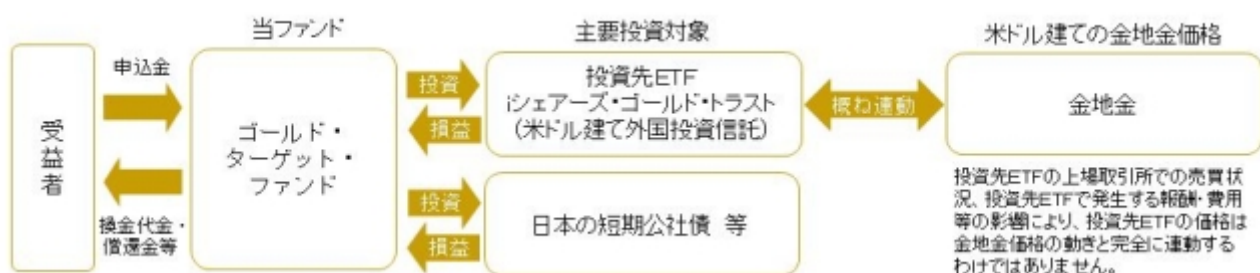 当ファンド
主要投資対象
米ドル建ての金地金価格
受益者
申込金
換金代金・
償還金等
ゴールド・
ターゲット・
ファンド
投資
損益
投資先ETF
iシェアーズ・ゴールド・トラスト
(米ドル建て外国投資信託)
概ね連動
金地金
投資
損益
日本の短期公社債 等
投資先ETFの上場取引所での売買状
況、投資先ETFで発生する報酬・費用
等の影響により、投資先ETFの価格は
金地金価格の動きと完全に連動する
わけではありません。